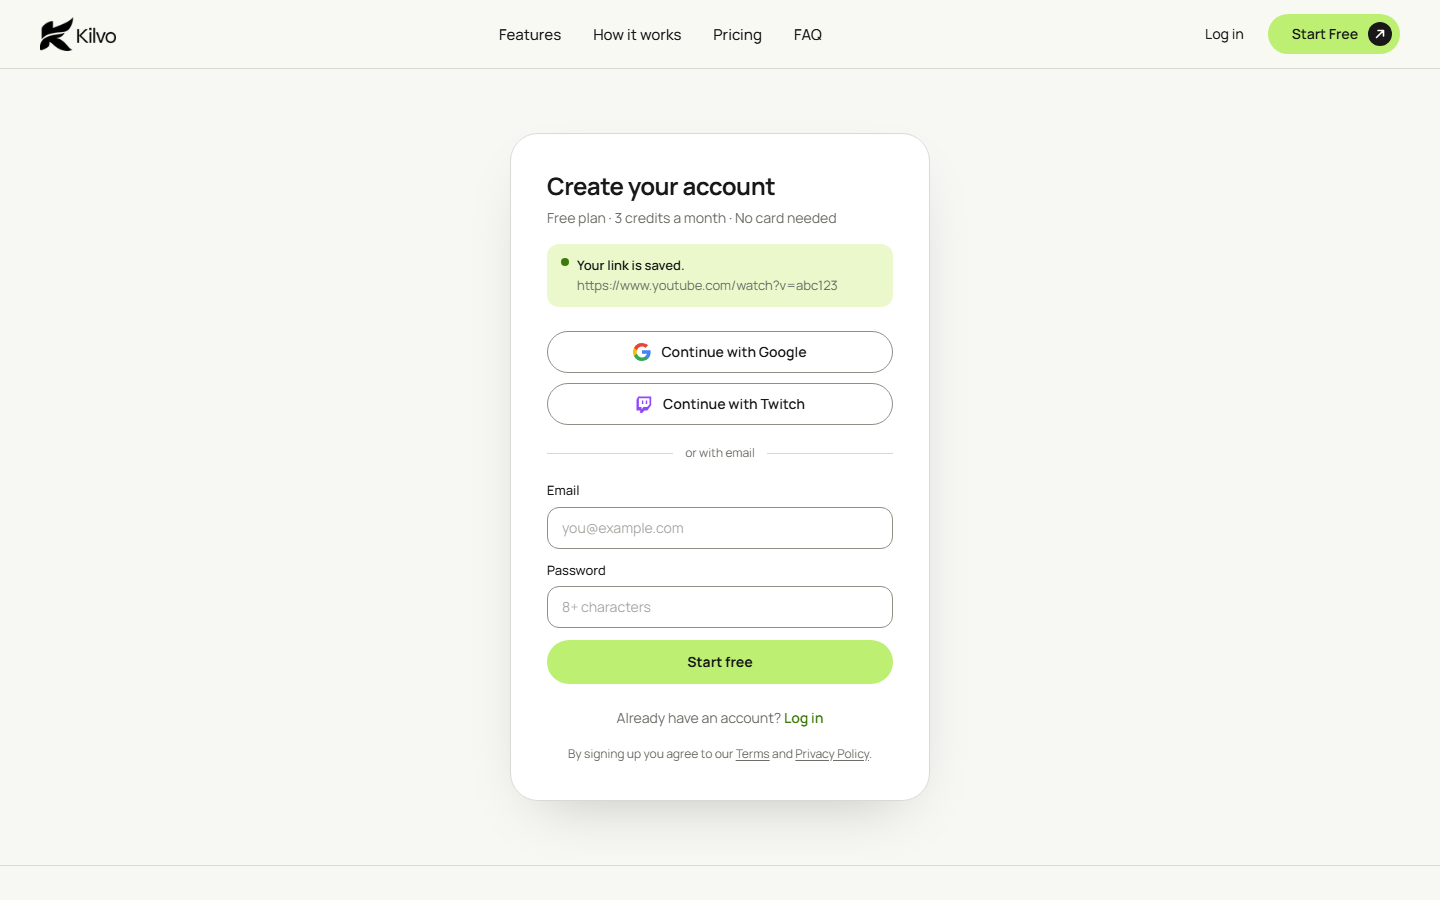 Kilvo
Features
How it works
Pricing
FAQ
Log in
Start Free
Create your account
Free plan · 3 credits a month · No card needed
Your link is saved.
https://www.youtube.com/watch?v=abc123
Continue with Google
Continue with Twitch
or with email
Email
you@example.com
Password
8+ characters
Start free
Already have an account? Log in
By signing up you agree to our Terms and Privacy Policy.